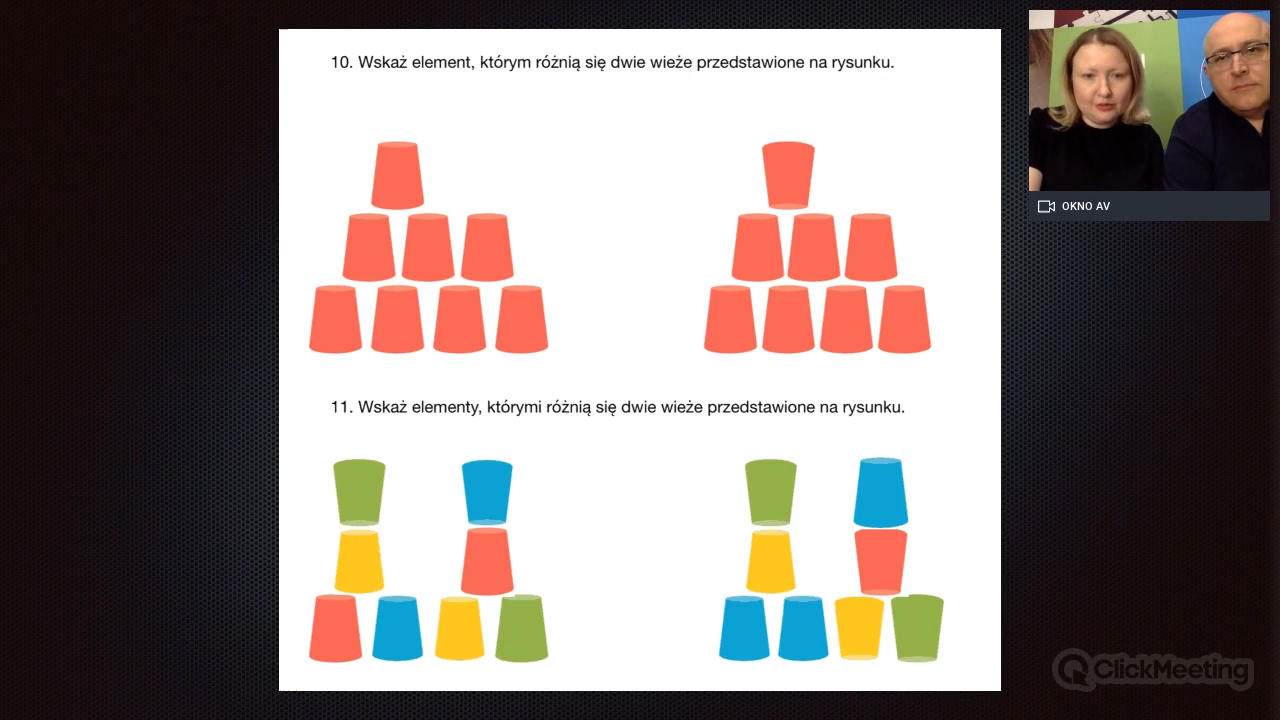 10. Wskaż element, którym różnią się dwie wieże przedstawione na rysunku.
OKNO AV
11. Wskaż elementy, którymi różnią się dwie wieże przedstawione na rysunku.
ClickMeeting